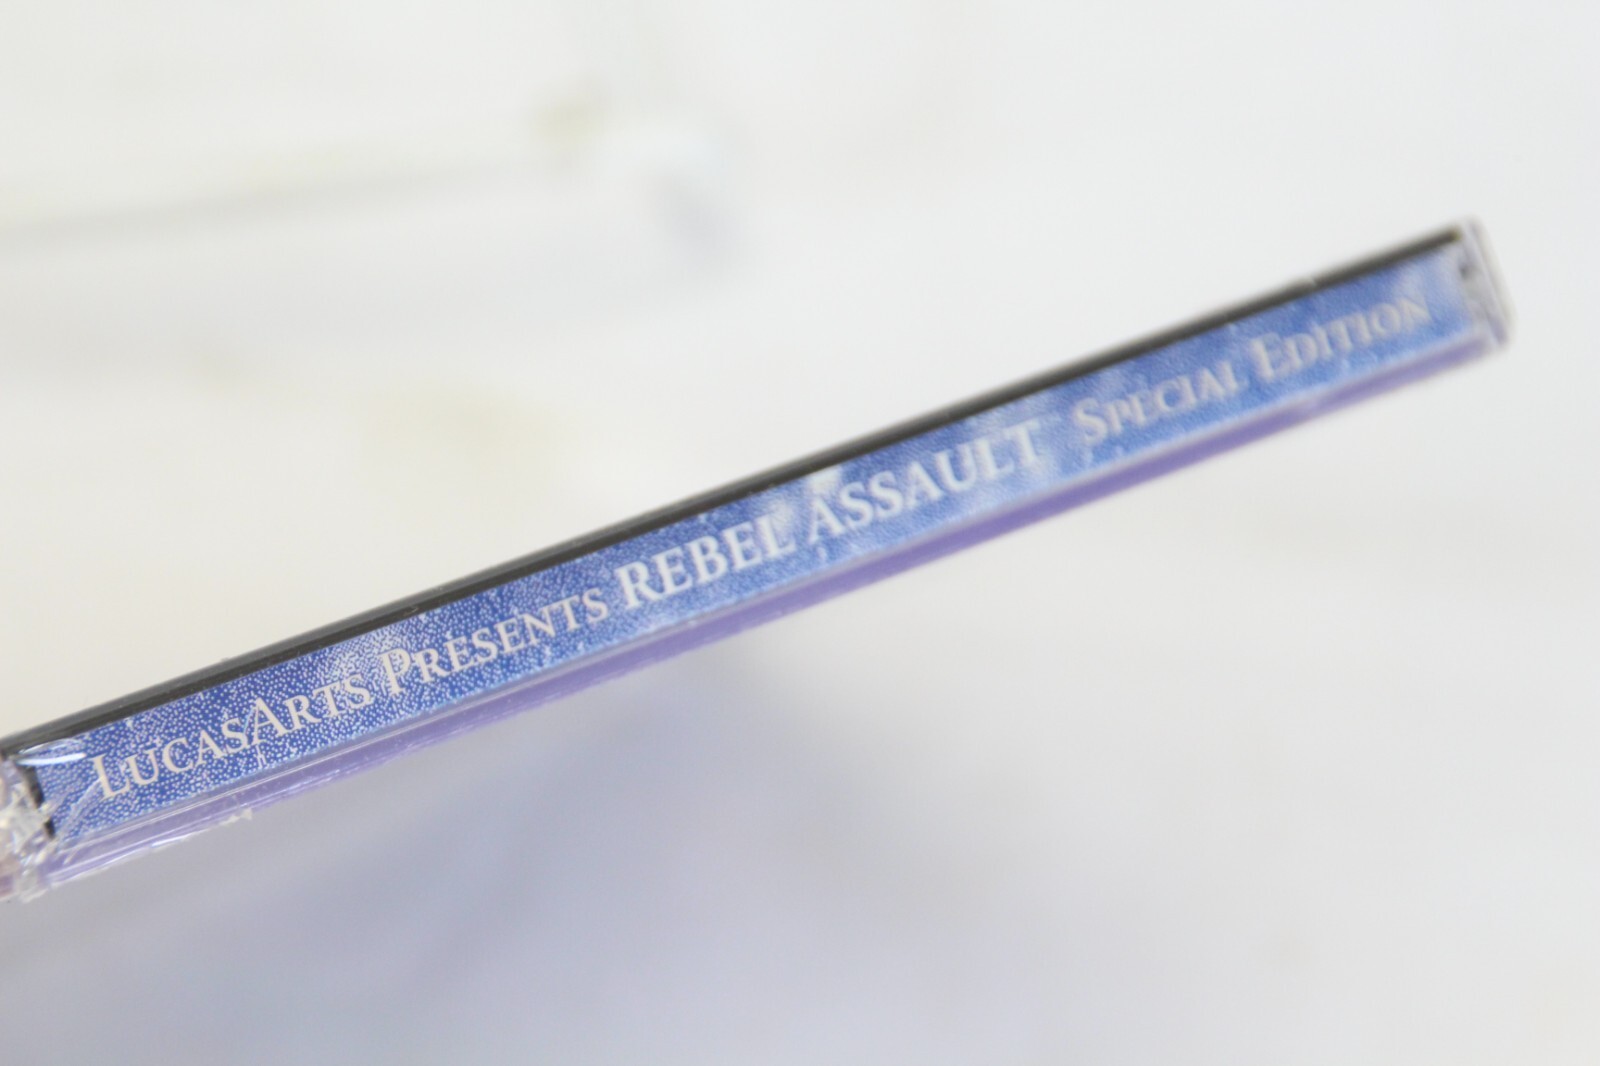 LUCASARTS PRESENTS REBEL ASSAULT SPECIAL EDITION